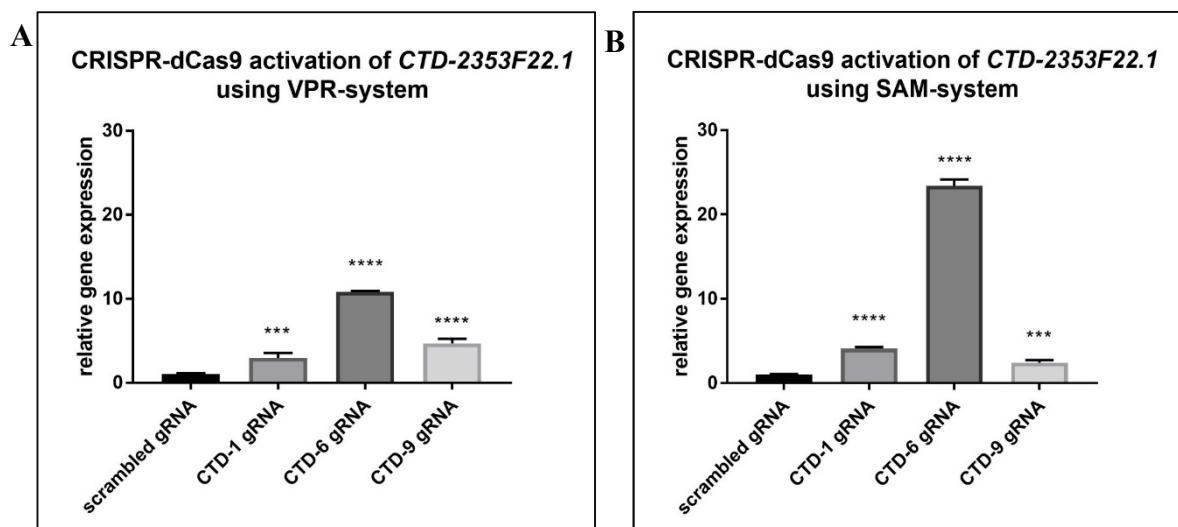 A
CRISPR-dCas9 activation of CTD-2353F22.1
using VPR-system
relative gene expression
30
20
10
0
***
****
****
scrambled gRNA
CTD-1 gRNA
CTD-6 gRNA
CTD-9 gRNA
B
CRISPR-dCas9 activation of CTD-2353F22.1
using SAM-system
relative gene expression
30
20
10
0
****
****
***
scrambled gRNA
CTD-1 gRNA
CTD-6 gRNA
CTD-9 gRNA